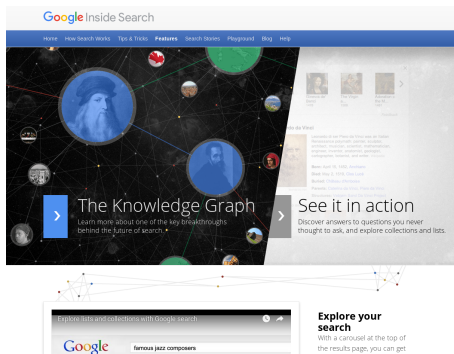 Google Inside Search
Home How Search Works Tips & Tricks Features Search Stories Playground Blog Help
The Knowledge Graph
Learn more about one of the key breakthroughs
behind the future of search.
See it in action
Discover answers to questions you never
thought to ask, and explore collections and lists.
Explore lists and collections with Google search
Google
famous jazz composers
Explore your
search
With a carousel at the top of
the results page, you can get